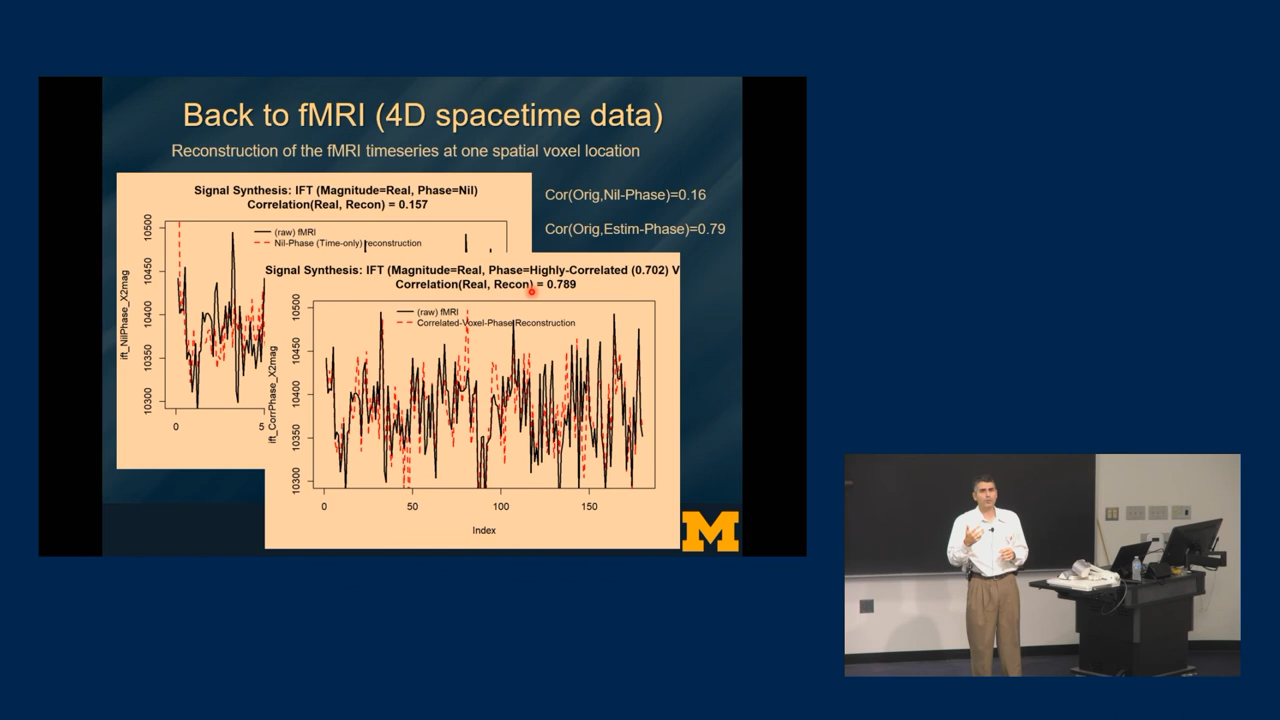 Back to fMRI (4D spacetime data)
Reconstruction of the fMRI timeseries at one spatial voxel location
Signal Synthesis: IFT (Magnitude=Real, Phase=Nil)
Correlation(Real, Recon) = 0.157
(raw) fMRI
Nil-Phase (Time-only) reconstruction
ift_NilPhase_X2mag
10500
10450
10400
10350
10300
0
5
Cor(Orig,Nil-Phase)=0.16
Cor(Orig,Estim-Phase)=0.79
Signal Synthesis: IFT (Magnitude=Real, Phase=Highly-Correlated (0.702) V
Correlation(Real, Recon) = 0.789
(raw) fMRI
Correlated-Voxel-Phase Reconstruction
ift_CorrPhase_X2mag
10500
10450
10400
10350
10300
0 50 100 150
Index
M